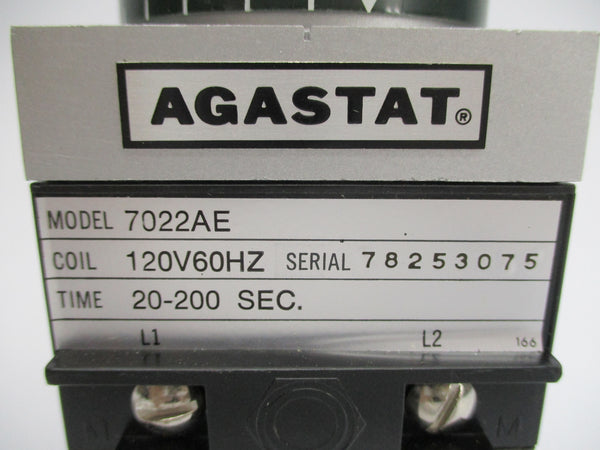 AGASTAT®
MODEL 7022AE
COIL 120V60HZ SERIAL 78253075
TIME 20-200 SEC.
L1 L2 166